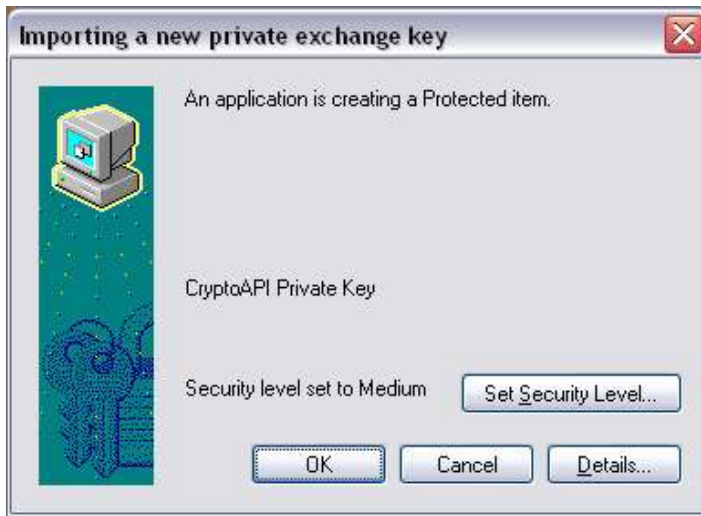 Importing a new private exchange key
An application is creating a Protected item.
CryptoAPI Private Key
Security level set to Medium
Set Security Level...
OK
Cancel
Details...